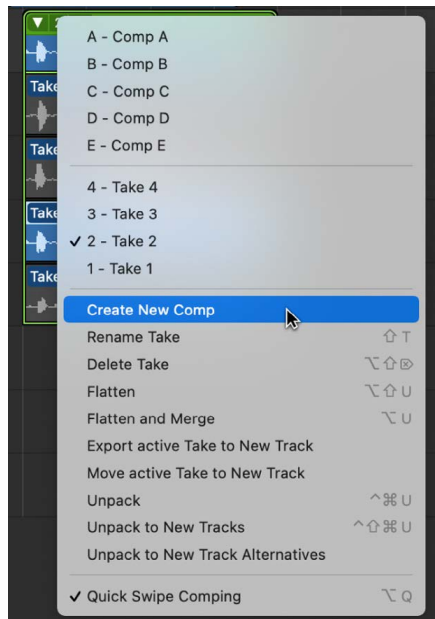 2
A - Comp A
B - Comp B
C - Comp C
D - Comp D
E - Comp E
Take
Take
Take
Take
4 - Take 4
3 - Take 3
✓ 2 - Take 2
1 - Take 1
Create New Comp
Rename Take ⇧ T
Delete Take ⌥ ⇧ ⌦
Flatten ⌥ ⇧ U
Flatten and Merge ⌥ U
Export active Take to New Track
Move active Take to New Track
Unpack ^ ⌘ U
Unpack to New Tracks ^ ⇧ ⌘ U
Unpack to New Track Alternatives
✓ Quick Swipe Comping ⌥ Q